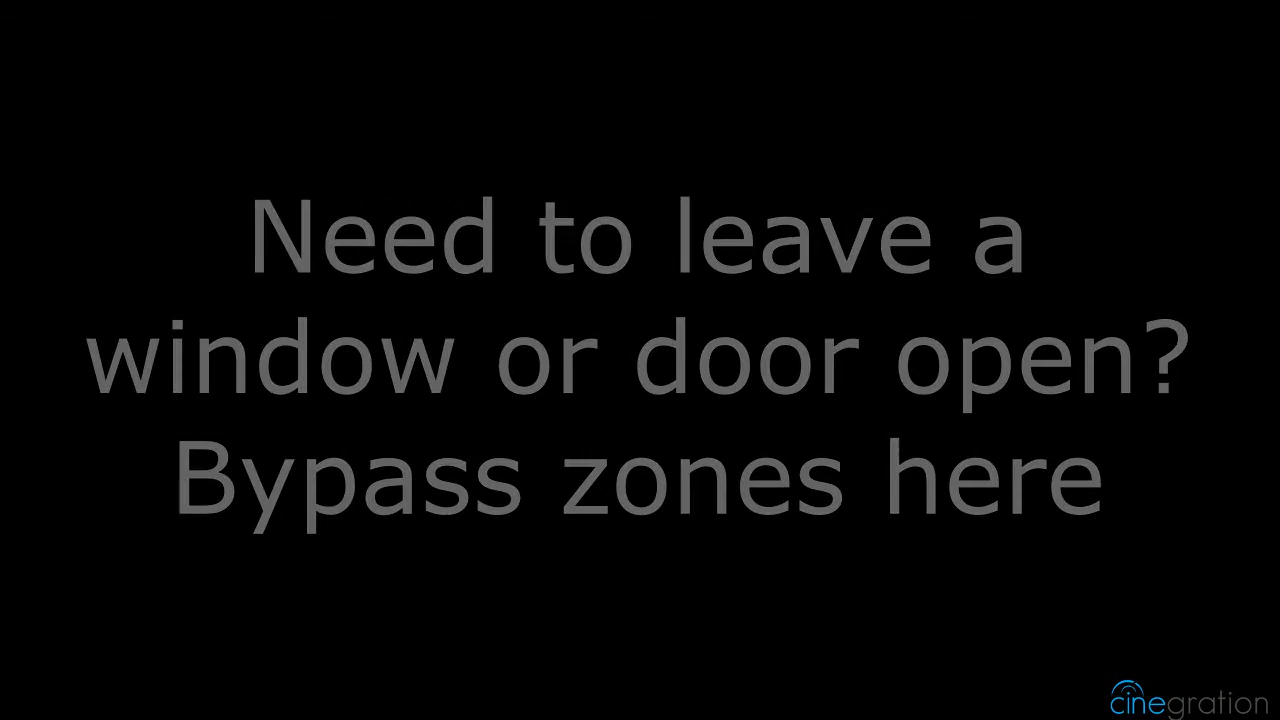 Need to leave a
window or door open?
Bypass zones here
cinegration